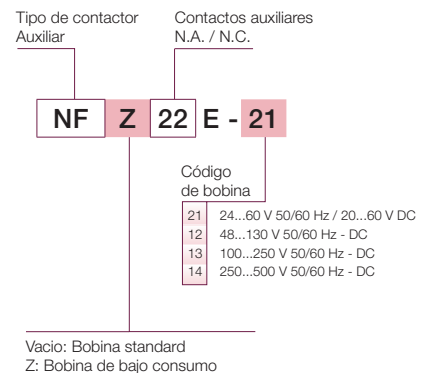 Tipo de contactor
Auxiliar
Contactos auxiliares
N.A. / N.C.
NF Z 22 E - 21
Código
de bobina
21 24...60 V 50/60 Hz / 20...60 V DC
12 48...130 V 50/60 Hz - DC
13 100...250 V 50/60 Hz - DC
14 250...500 V 50/60 Hz - DC
Vacio: Bobina standard
Z: Bobina de bajo consumo